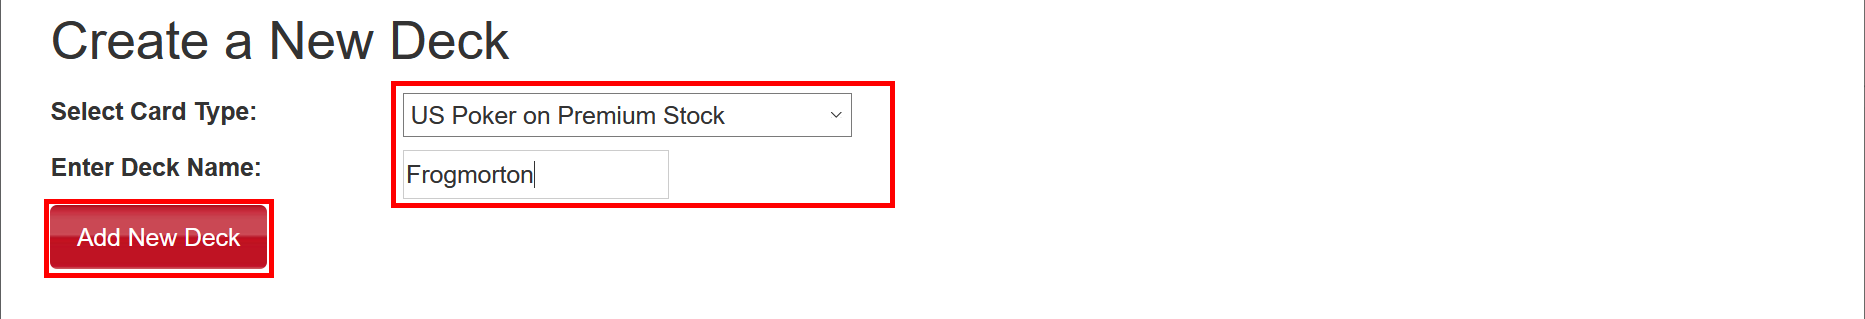 Create a New Deck
Select Card Type: US Poker on Premium Stock
Enter Deck Name: Frogmorton
Add New Deck